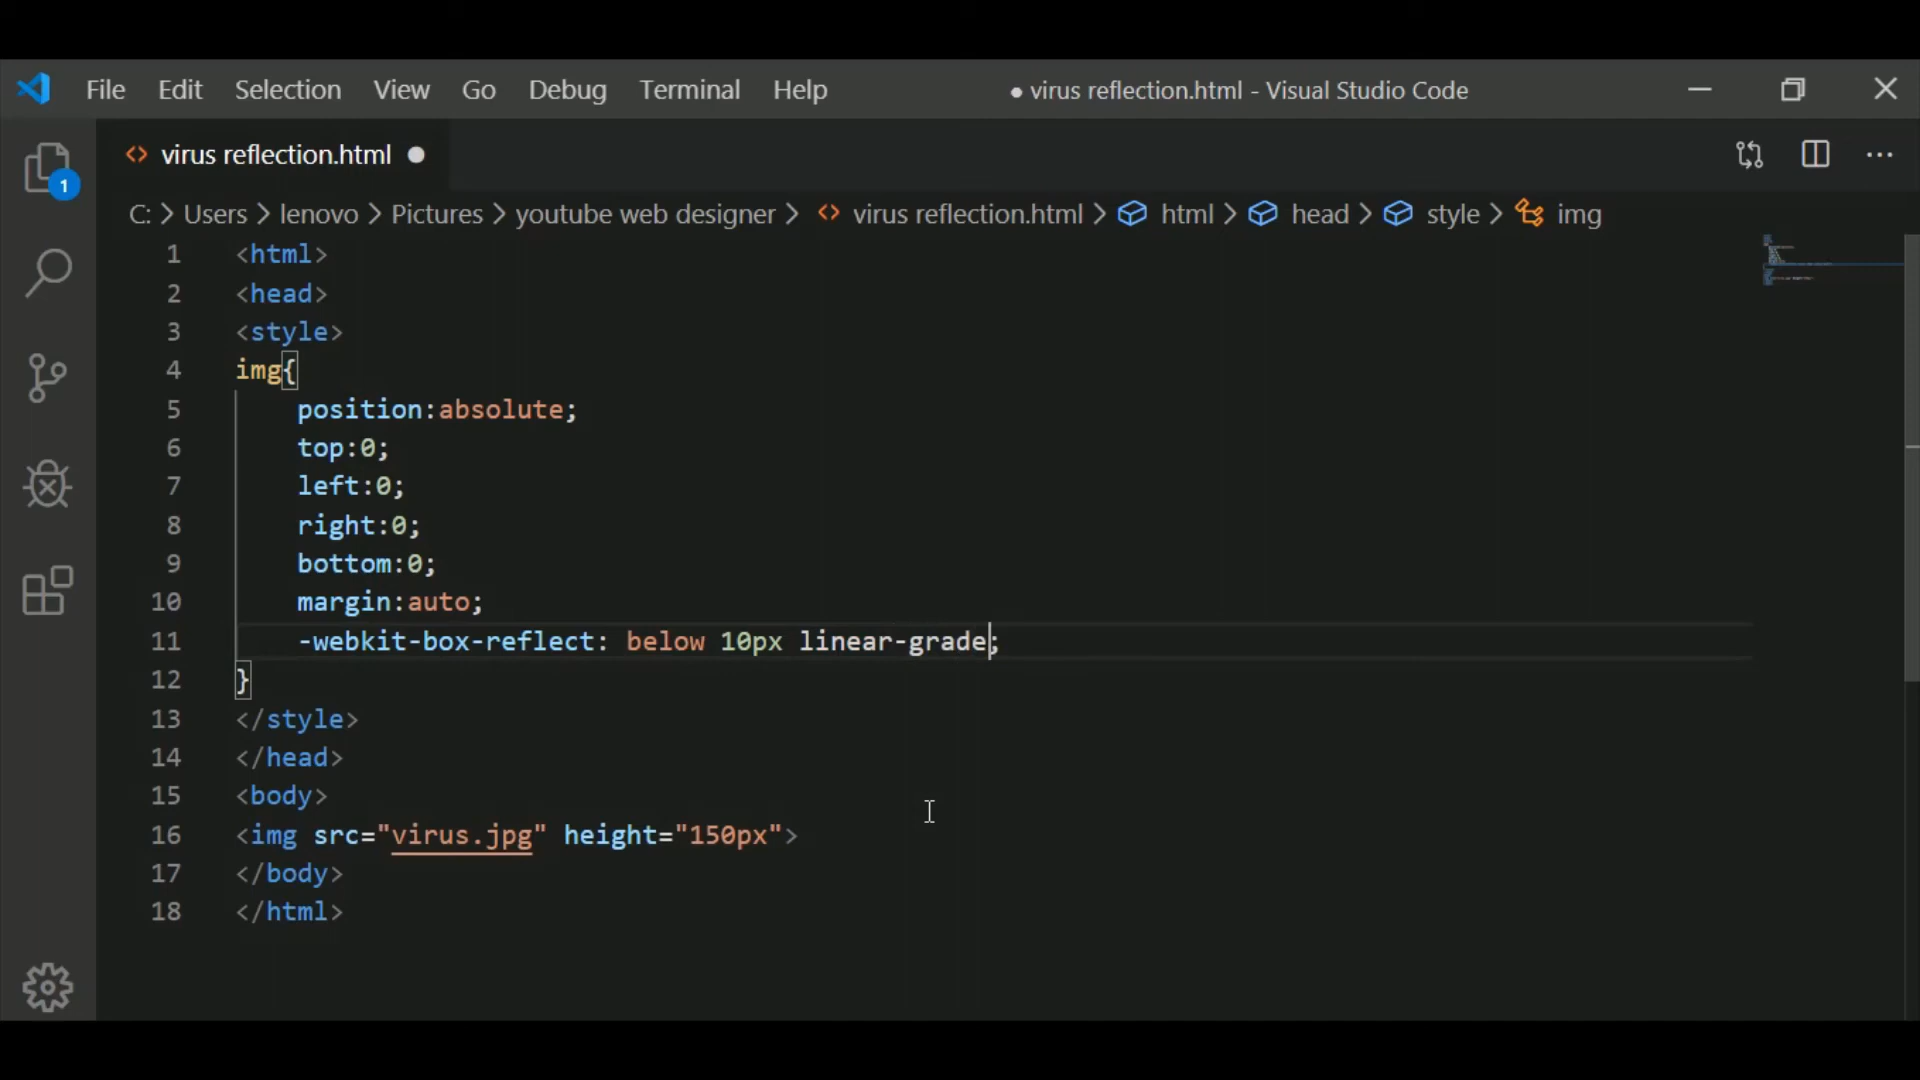 File Edit Selection View Go Debug Terminal Help ● virus reflection.html - Visual Studio Code
<> virus reflection.html ●
1
C: > Users > lenovo > Pictures > youtube web designer > <> virus reflection.html > html > head > style > img
1 <html>
2 <head>
3 <style>
4 img{
5 position:absolute;
6 top:0;
7 left:0;
8 right:0;
9 bottom:0;
10 margin:auto;
11 -webkit-box-reflect: below 10px linear-grade;
12 }
13 </style>
14 </head>
15 <body>
16 <img src="virus.jpg" height="150px">
17 </body>
18 </html>